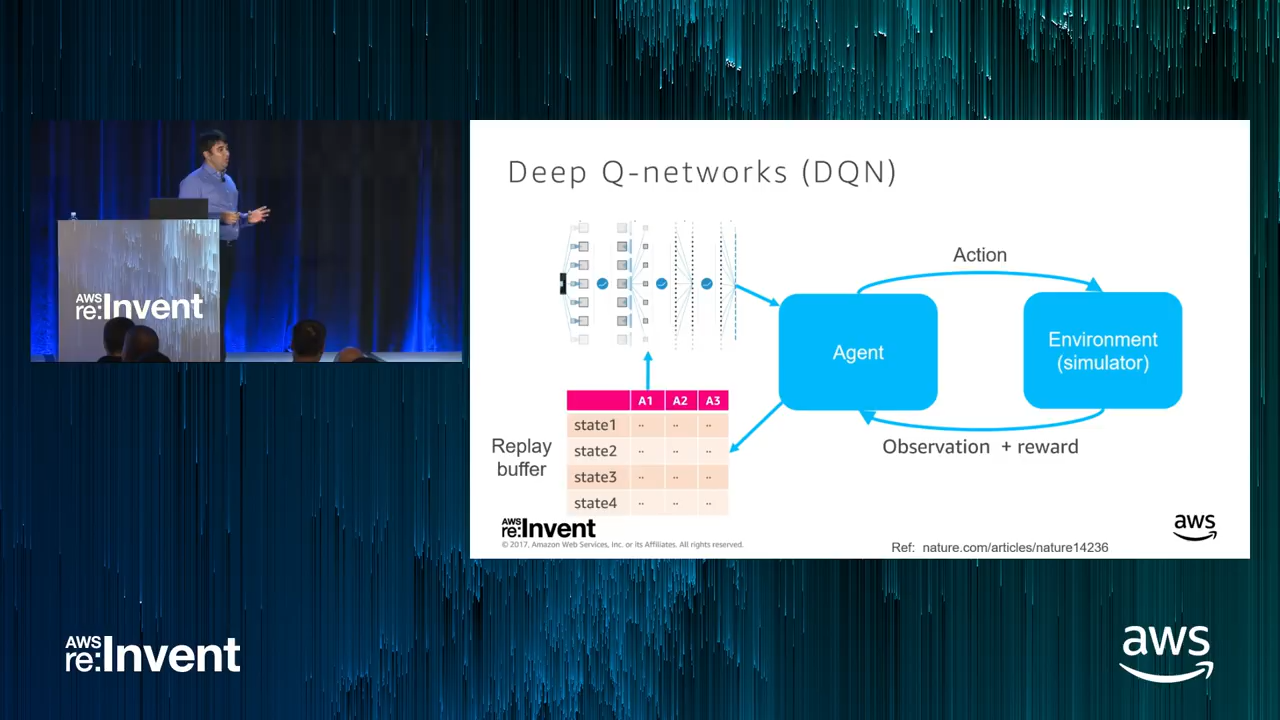 AWS
re:Invent
Deep Q-networks (DQN)
Action
Agent
Environment
(simulator)
Observation + reward
Replay
buffer
A1 A2 A3
state1 .. .. ..
state2 .. .. ..
state3 .. .. ..
state4 .. .. ..
AWS
re:Invent
© 2017, Amazon Web Services, Inc. or its Affiliates. All rights reserved.
Ref: nature.com/articles/nature14236
aws
AWS
re:Invent
aws